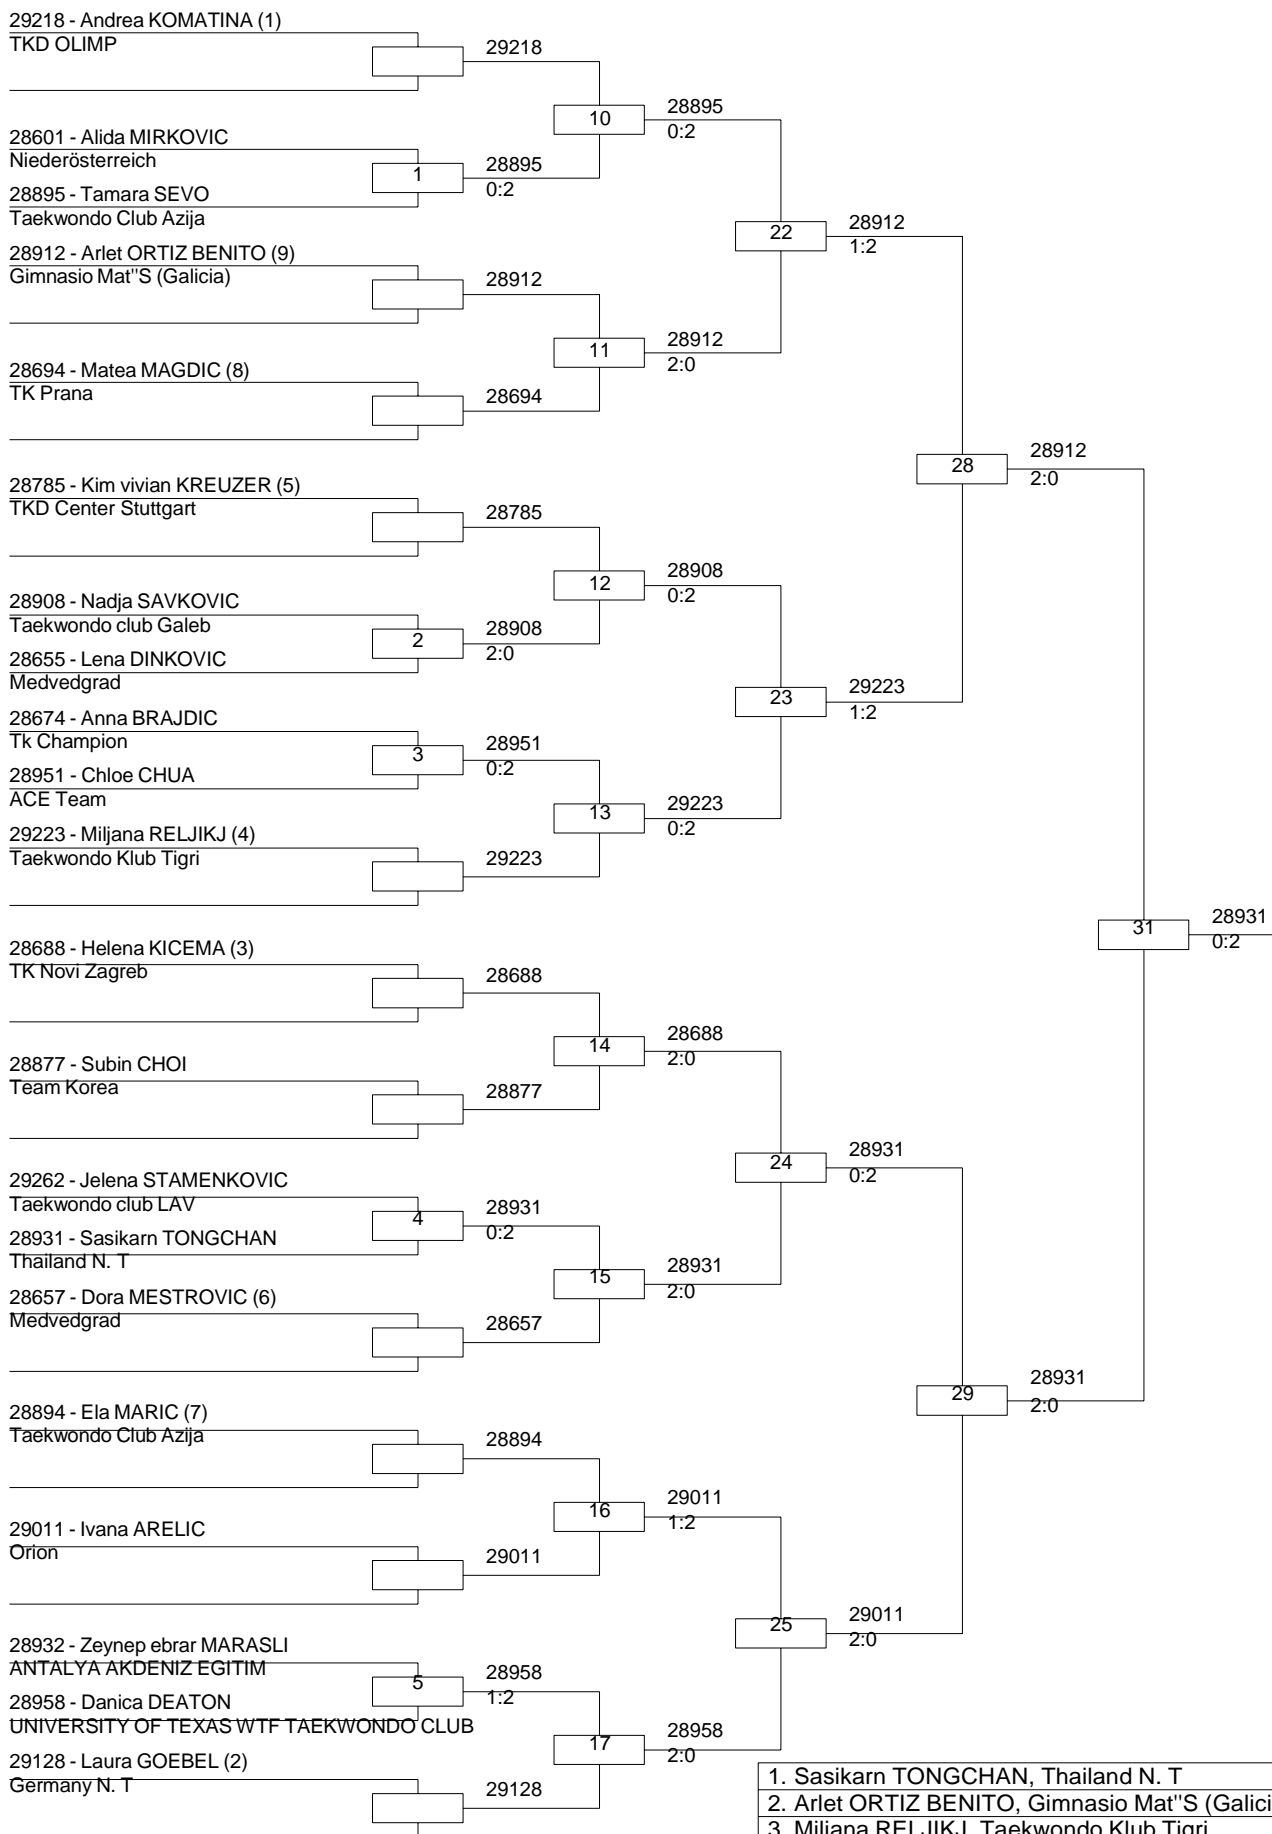 29218 - Andrea KOMATINA (1)
TKD OLIMP
29218
10
28895
0:2
28601 - Alida MIRKOVIC
Niederösterreich
1
28895
0:2
28895 - Tamara SEVO
Taekwondo Club Azija
22
28912
1:2
28912 - Arlet ORTIZ BENITO (9)
Gimnasio Mat"S (Galicia)
28912
11
28912
2:0
28694 - Matea MAGDIC (8)
TK Prana
28694
28
28912
2:0
28785 - Kim vivian KREUZER (5)
TKD Center Stuttgart
28785
12
28908
0:2
28908 - Nadja SAVKOVIC
Taekwondo club Galeb
2
28908
2:0
28655 - Lena DINKOVIC
Medvedgrad
23
29223
1:2
28674 - Anna BRAJDIC
Tk Champion
3
28951
0:2
28951 - Chloe CHUA
ACE Team
13
29223
0:2
29223 - Miljana RELJIKJ (4)
Taekwondo Klub Tigri
29223
31
28931
0:2
28688 - Helena KICEMA (3)
TK Novi Zagreb
28688
14
28688
2:0
28877 - Subin CHOI
Team Korea
28877
24
28931
0:2
29262 - Jelena STAMENKOVIC
Taekwondo club LAV
4
28931
0:2
28931 - Sasikarn TONGCHAN
Thailand N. T
15
28931
2:0
28657 - Dora MESTROVIC (6)
Medvedgrad
28657
29
28931
2:0
28894 - Ela MARIC (7)
Taekwondo Club Azija
28894
16
29011
1:2
29011 - Ivana ARELIC
Orion
29011
25
29011
2:0
28932 - Zeynep ebrar MARASLI
ANTALYA AKDENIZ EGITIM
5
28958
1:2
28958 - Danica DEATON
UNIVERSITY OF TEXAS WTF TAEKWONDO CLUB
17
28958
2:0
29128 - Laura GOEBEL (2)
Germany N. T
29128
1. Sasikarn TONGCHAN, Thailand N. T
2. Arlet ORTIZ BENITO, Gimnasio Mat"S (Galici
3. Miljana RELJIKJ, Taekwondo Klub Tigri